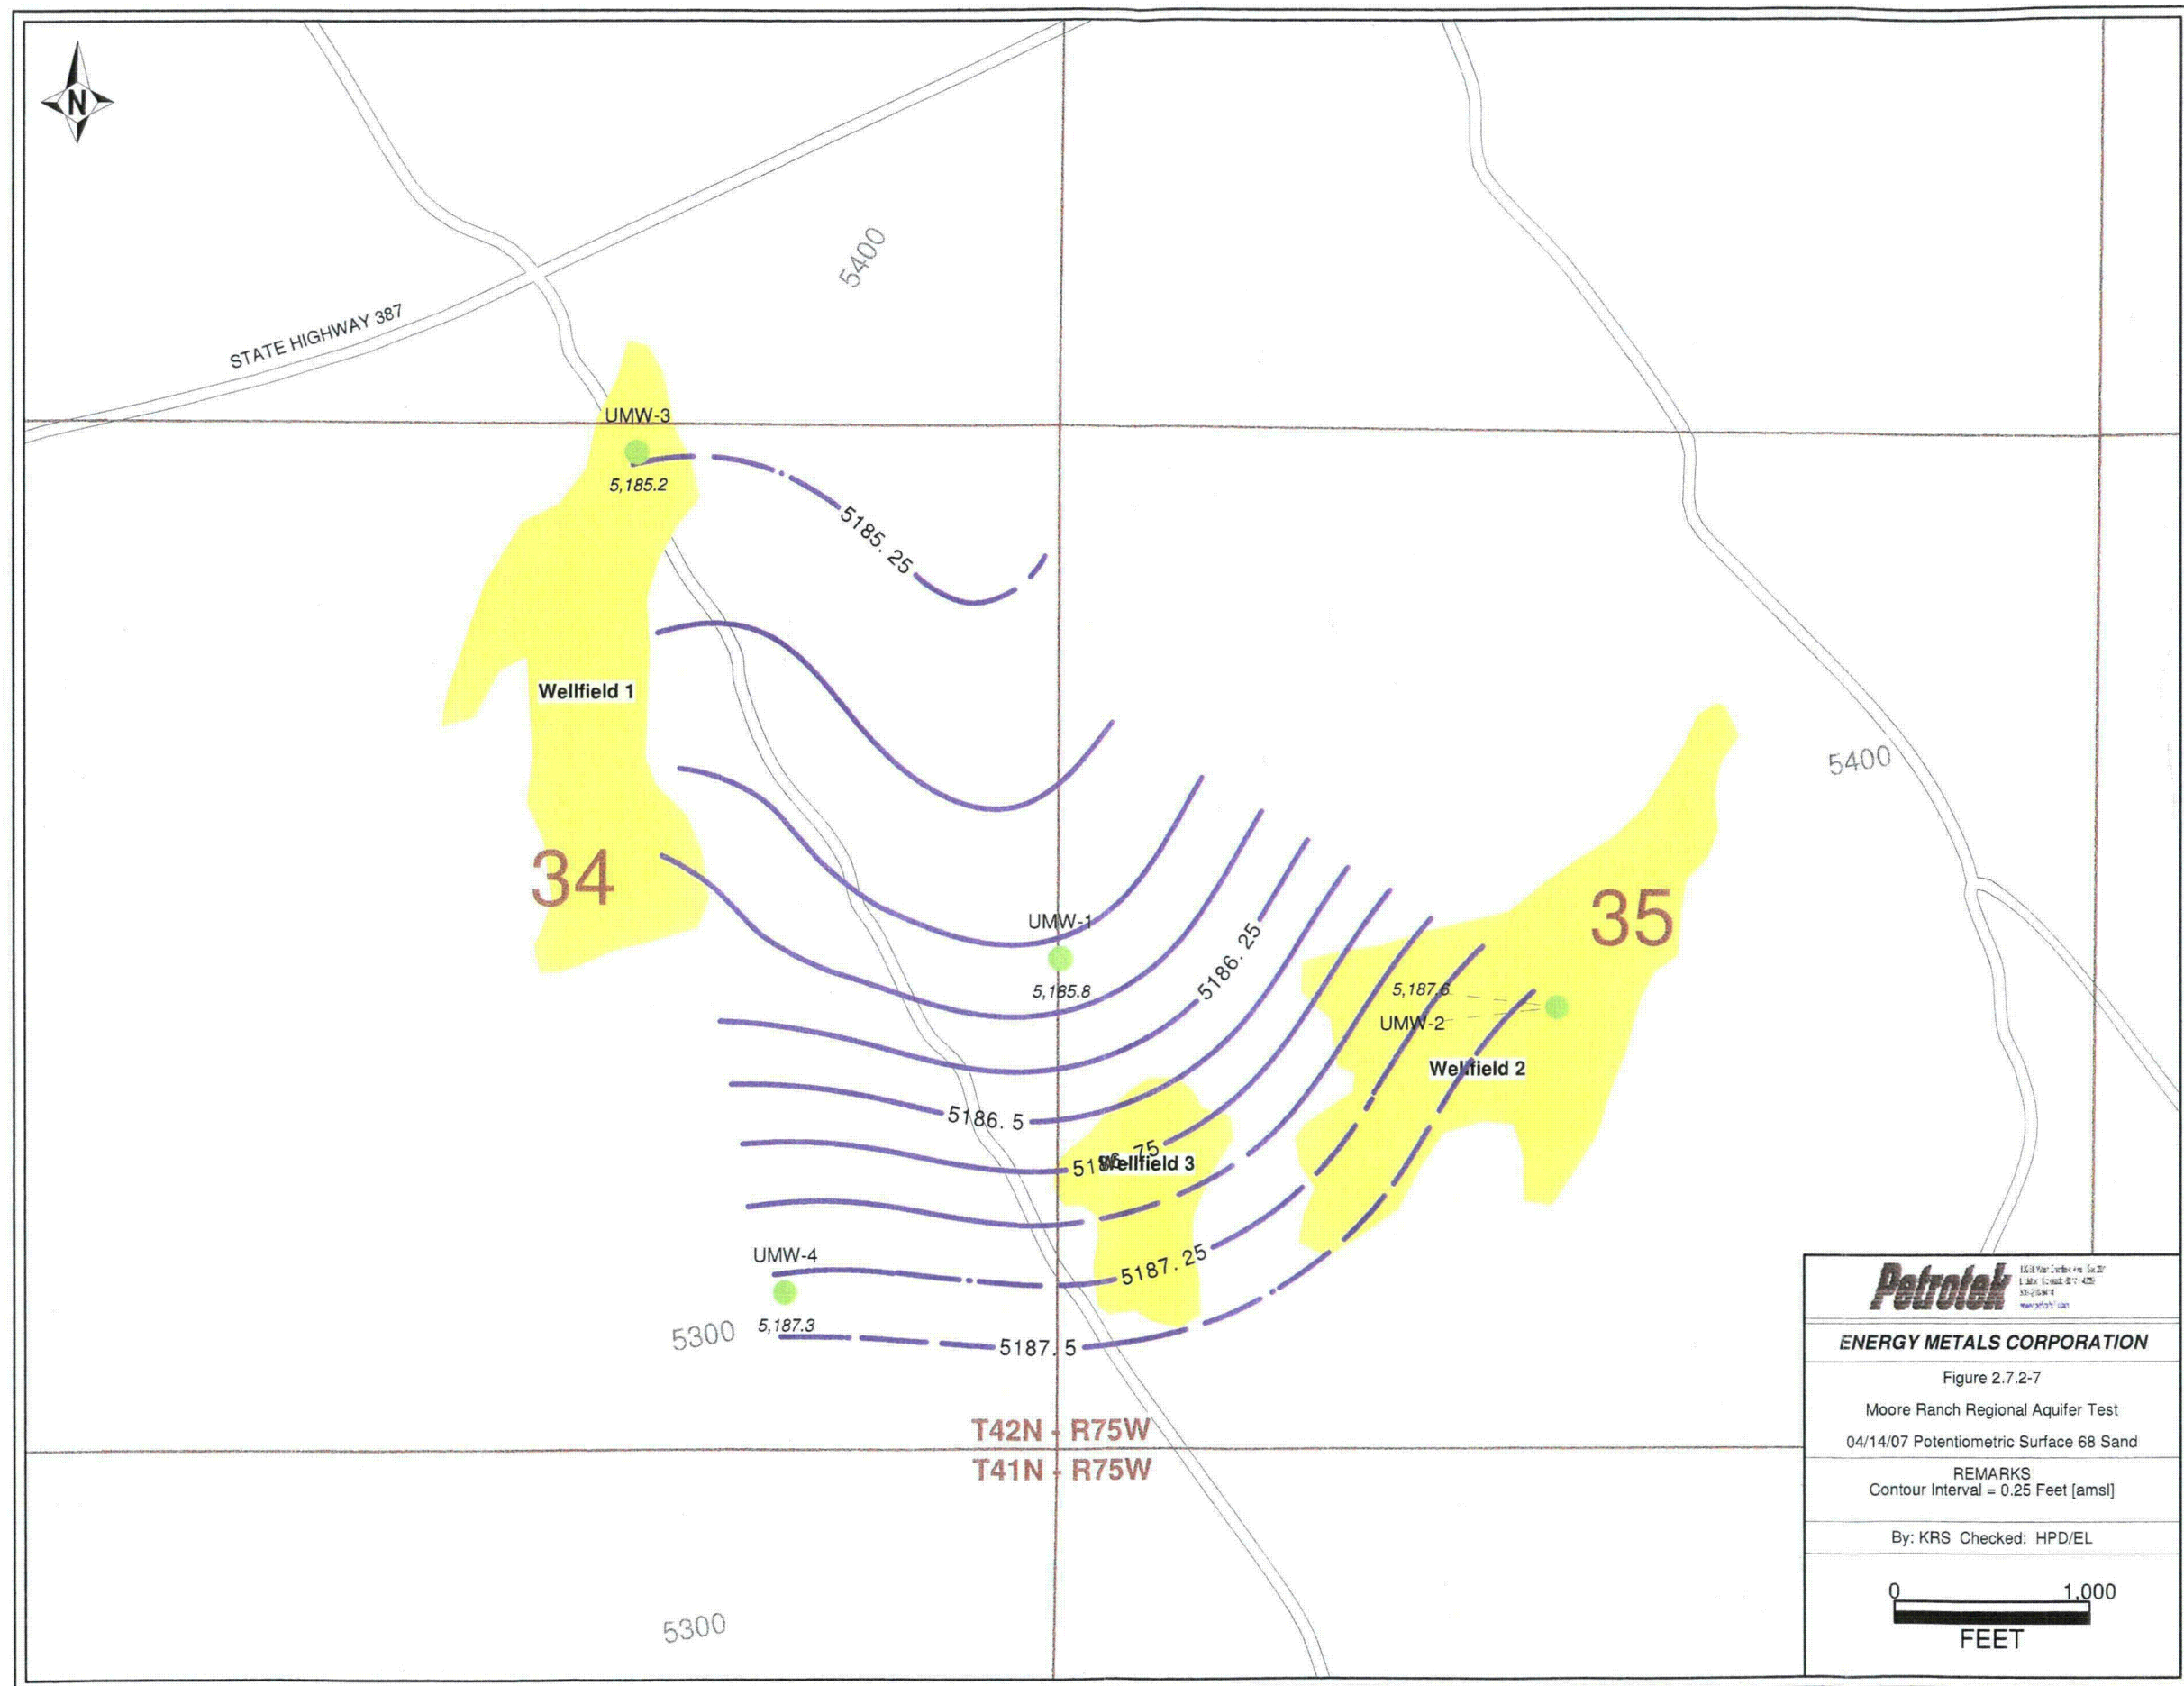 N
5400
STATE HIGHWAY 387
UMW-3
5,185.2
5185.25
Wellfield 1
5400
34
35
UMW-1
5,185.8
5186.25
5,187.6
UMW-2
Wellfield 2
5186.5
5186.75
Wellfield 3
UMW-4
5187.25
5,187.3
5300
5187.5
T42N - R75W
T41N - R75W
5300
Petrotek
ENERGY METALS CORPORATION
Figure 2.7.2-7
Moore Ranch Regional Aquifer Test
04/14/07 Potentiometric Surface 68 Sand
REMARKS
Contour Interval = 0.25 Feet [amsl]
By: KRS Checked: HPD/EL
0 1,000
FEET